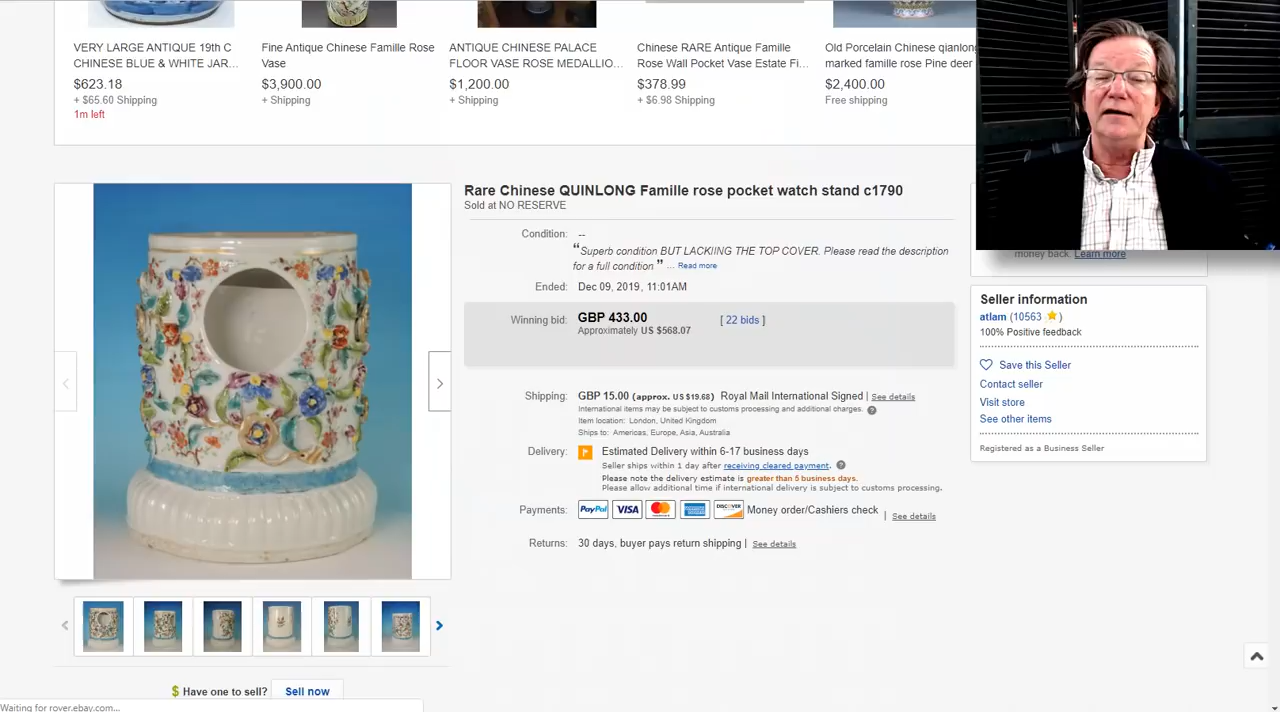 VERY LARGE ANTIQUE 19th C
CHINESE BLUE & WHITE JAR...
$623.18
+ $65.60 Shipping
1m left
Fine Antique Chinese Famille Rose
Vase
$3,900.00
+ Shipping
ANTIQUE CHINESE PALACE
FLOOR VASE ROSE MEDALLIO...
$1,200.00
+ Shipping
Chinese RARE Antique Famille
Rose Wall Pocket Vase Estate Fi...
$378.99
+ $6.98 Shipping
Old Porcelain Chinese qianlong
marked famille rose Pine deer
$2,400.00
Free shipping
Rare Chinese QUINLONG Famille rose pocket watch stand c1790
Sold at NO RESERVE
Condition: --
“Superb condition BUT LACKIING THE TOP COVER. Please read the description
for a full condition ” ... Read more
Ended: Dec 09, 2019 , 11:01AM
Winning bid: GBP 433.00 [ 22 bids ]
Approximately US $568.07
Shipping: GBP 15.00 (approx. US $19.68) Royal Mail International Signed | See details
International items may be subject to customs processing and additional charges. ?
Item location: London, United Kingdom
Ships to: Americas, Europe, Asia, Australia
Delivery: Estimated Delivery within 6-17 business days
Seller ships within 1 day after receiving cleared payment. ?
Please note the delivery estimate is greater than 5 business days.
Please allow additional time if international delivery is subject to customs processing.
Payments: PayPal VISA MasterCard AMERICAN EXPRESS DISCOVER Money order/Cashiers check | See details
Returns: 30 days, buyer pays return shipping | See details
money back. Learn more
Seller information
atlam (10563 )
100% Positive feedback
Save this Seller
Contact seller
Visit store
See other items
Registered as a Business Seller
$ Have one to sell? Sell now
Waiting for rover.ebay.com...